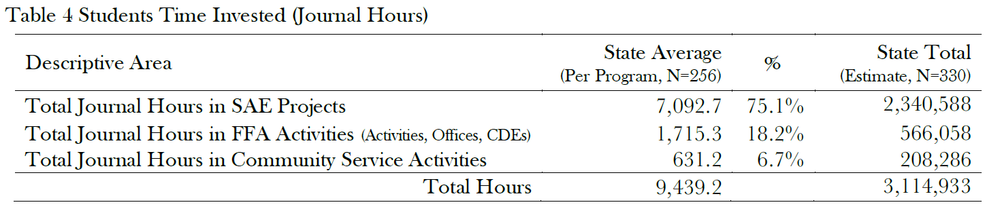 Table 4 Students Time Invested (Journal Hours)
Descriptive Area State Average (Per Program, N=256) % State Total (Estimate, N=330)
Total Journal Hours in SAE Projects 7,092.7 75.1% 2,340,588
Total Journal Hours in FFA Activities (Activities, Offices, CDEs) 1,715.3 18.2% 566,058
Total Journal Hours in Community Service Activities 631.2 6.7% 208,286
Total Hours 9,439.2 3,114,933